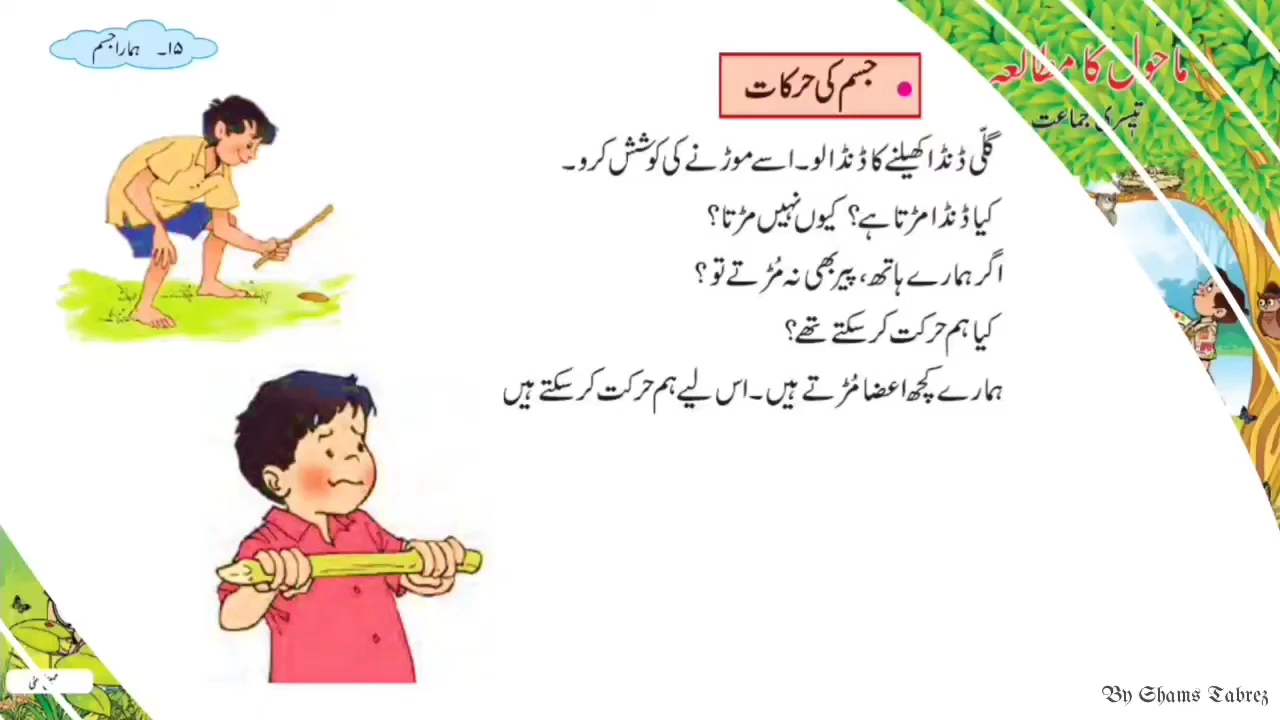 ۱۵۔ ہمارا جسم
ماحول کا مطالعہ
تیسری جماعت
• جسم کی حرکات
گلّی ڈنڈا کھیلنے کا ڈنڈا لو۔ اسے موڑنے کی کوشش کرو۔
کیا ڈنڈا مڑتا ہے؟ کیوں نہیں مڑتا؟
اگر ہمارے ہاتھ، پیر بھی نہ مُڑتے تو؟
کیا ہم حرکت کر سکتے تھے؟
ہمارے کچھ اعضا مُڑتے ہیں۔ اس لیے ہم حرکت کر سکتے ہیں
By Shams Tabrez